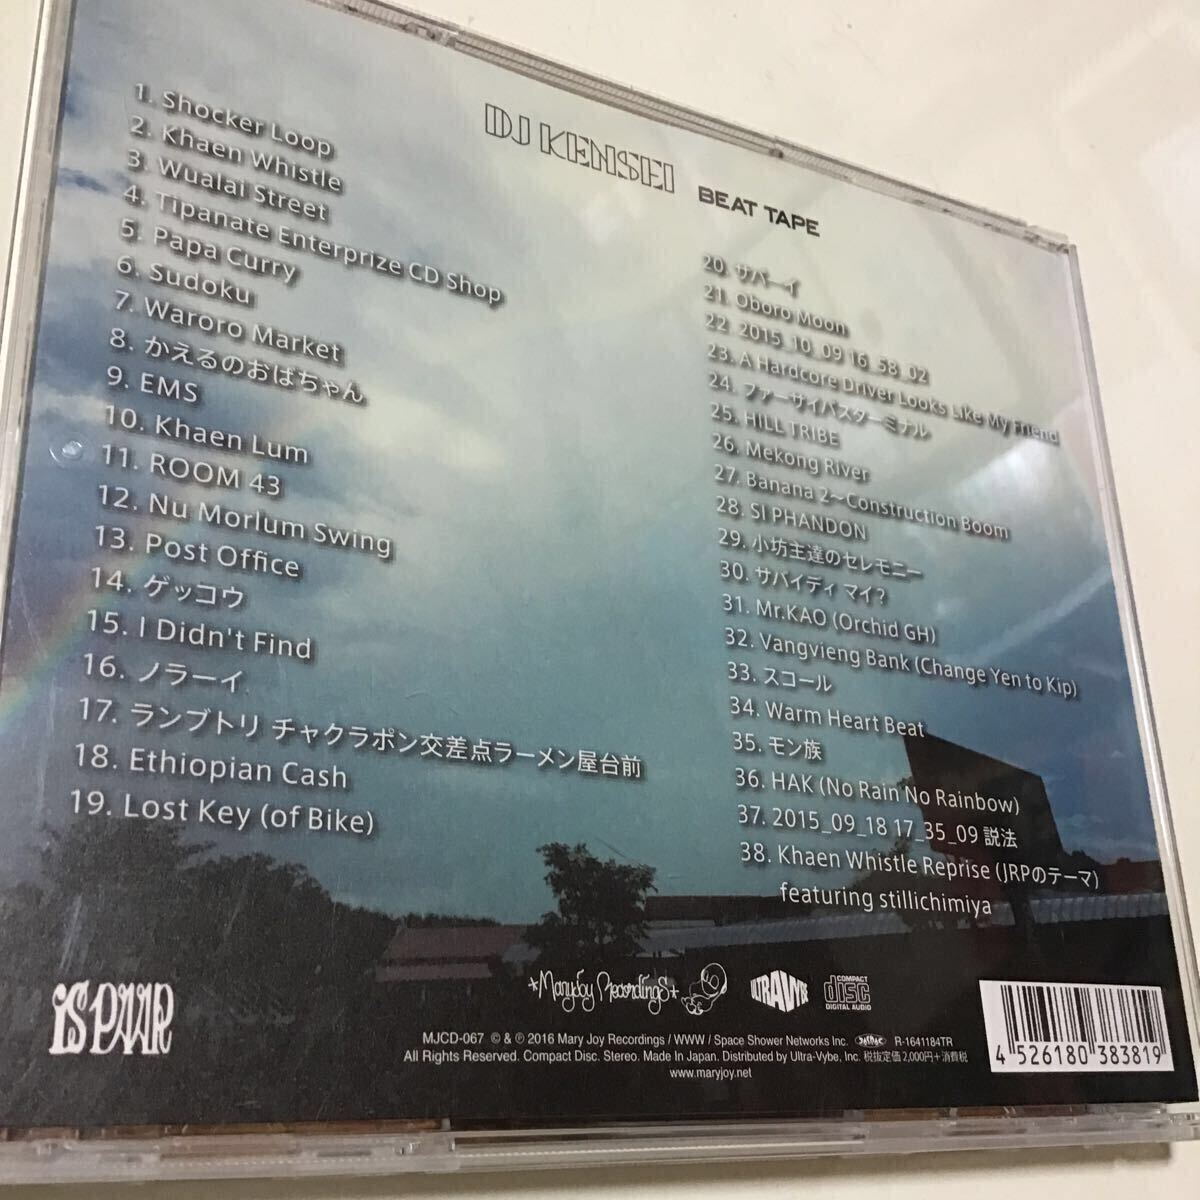 DJ KENSEI BEAT TAPE
1. Shocker Loop
2. Khaen Whistle
3. Wualai Street
4. Tipanate Enterprize CD Shop
5. Papa Curry
6. Sudoku
7. Waroro Market
8. かえるのおばちゃん
9. EMS
10. Khaen Lum
11. ROOM 43
12. Nu Morlum Swing
13. Post Office
14. ゲッコウ
15. I Didn't Find
16. ノラーイ
17. ランブトリ チャクラポン交差点ラーメン屋台前
18. Ethiopian Cash
19. Lost Key (of Bike)
20. サバーイ
21. Oboro Moon
22. 2015_10_09 16_58_02
23. A Hardcore Driver Looks Like My Friend
24. ファーサイバスターミナル
25. HILL TRIBE
26. Mekong River
27. Banana 2～Construction Boom
28. SI PHANDON
29. 小坊主達のセレモニー
30. サバイディ マイ?
31. Mr.KAO (Orchid GH)
32. Vangvieng Bank (Change Yen to Kip)
33. スコール
34. Warm Heart Beat
35. モン族
36. HAK (No Rain No Rainbow)
37. 2015_09_18 17_35_09 説法
38. Khaen Whistle Reprise (JRPのテーマ)
featuring stillichimiya
iS PAAR
*MaryJoy Recordings*
ULTRAVYBE
COMPACT disc DIGITAL AUDIO
MJCD-067 © & ℗ 2016 Mary Joy Recordings / WWW / Space Shower Networks Inc. JASRAC R-1641184TR
All Rights Reserved. Compact Disc. Stereo. Made In Japan. Distributed by Ultra-Vybe, Inc. 税抜定価 2,000円+消費税
www.maryjoy.net
4 526180 383819